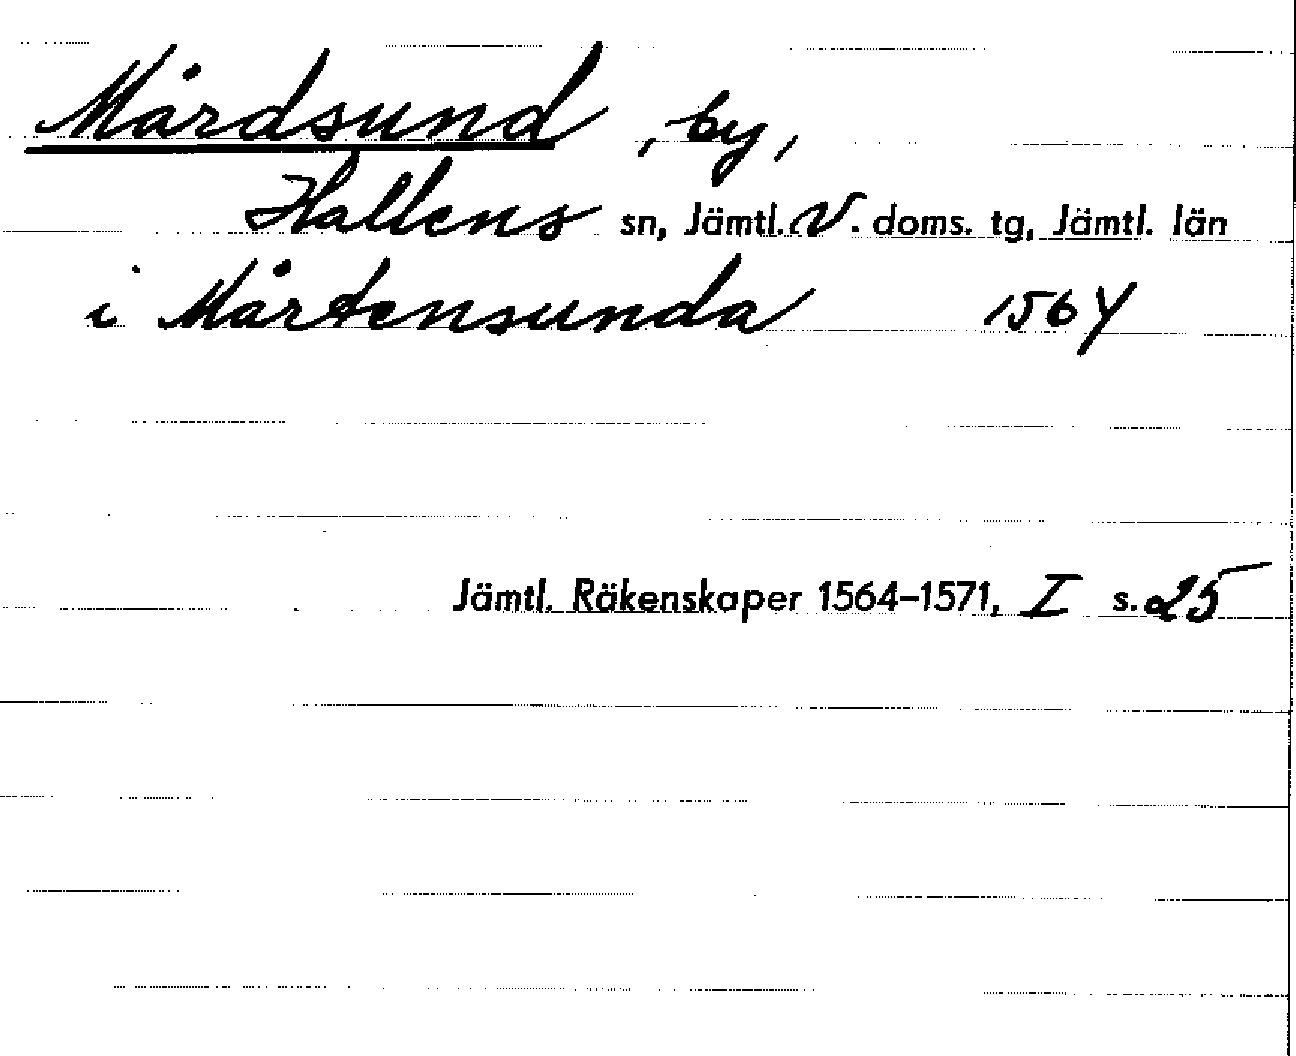 Mårdsund, by,
Hallens sn, Jämtl. V. doms. tg, Jämtl. län
i Mårtensunda 1564
Jämtl. Räkenskaper 1564–1571, I s. 25